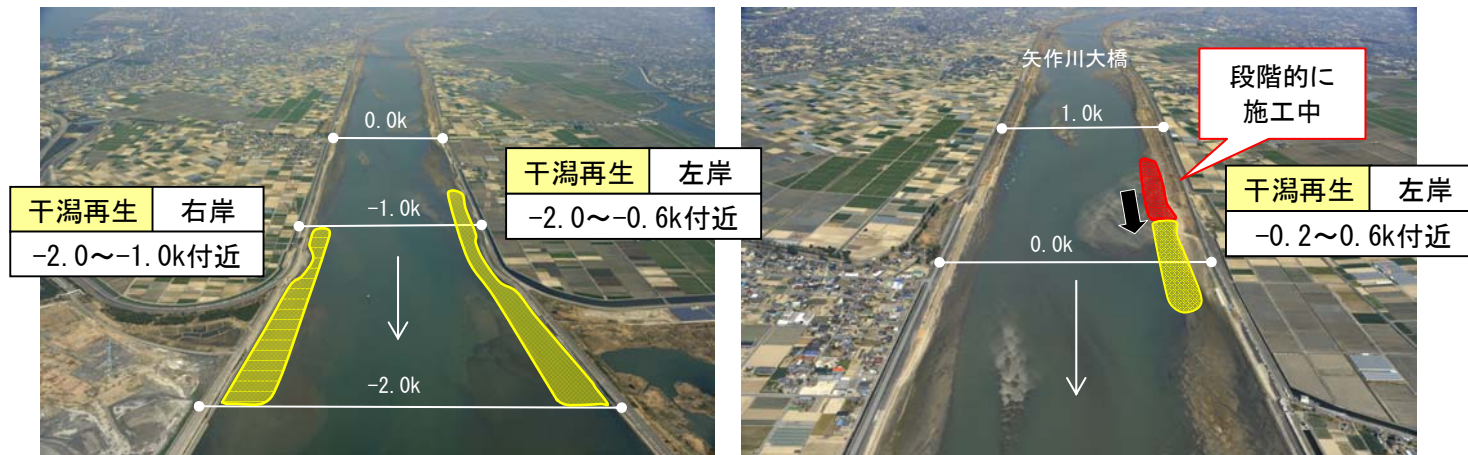 0.0k
干潟再生 左岸
-2.0～-0.6k付近
干潟再生 右岸
-2.0～-1.0k付近
-1.0k
-2.0k
矢作川大橋
段階的に
施工中
1.0k
干潟再生 左岸
-0.2～0.6k付近
0.0k